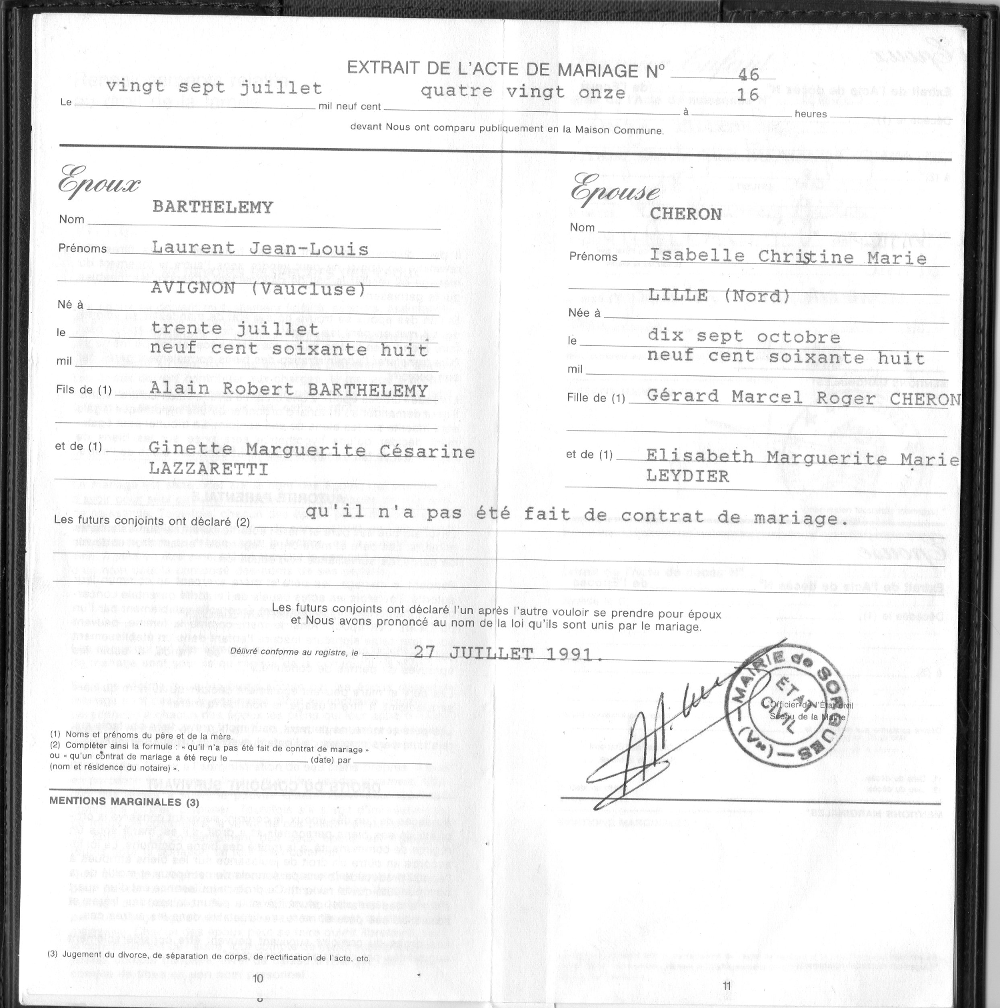 EXTRAIT DE L'ACTE DE MARIAGE N° 46
Le vingt sept juillet mil neuf cent quatre vingt onze à 16 heures
devant Nous ont comparu publiquement en la Maison Commune.
Epoux
Nom BARTHELEMY
Prénoms Laurent Jean-Louis
Né à AVIGNON (Vaucluse)
le trente juillet
mil neuf cent soixante huit
Fils de (1) Alain Robert BARTHELEMY
et de (1) Ginette Marguerite Césarine
LAZZARETTI
Epouse
Nom CHERON
Prénoms Isabelle Christine Marie
Née à LILLE (Nord)
le dix sept octobre
mil neuf cent soixante huit
Fille de (1) Gérard Marcel Roger CHERON
et de (1) Elisabeth Marguerite Marie
LEYDIER
Les futurs conjoints ont déclaré (2) qu'il n'a pas été fait de contrat de mariage.
Les futurs conjoints ont déclaré l'un aprés l'autre vouloir se prendre pour époux
et Nous avons prononcé au nom de la loi qu'ils sont unis par le mariage.
Délivré conforme au registre, le 27 JUILLET 1991.
MAIRIE de SORGUES
ETAT
CIVIL
Officier de l'État civil
Sceau de la Mairie
(1) Noms et prénoms du père et de la mère.
(2) Compléter ainsi la formule : « qu'il n'a pas été fait de contrat de mariage »
ou « qu'un contrat de mariage a été reçu le (date) par
(nom et résidence du notaire) ».
MENTIONS MARGINALES (3)
(3) Jugement du divorce, de séparation de corps, de rectification de l'acte, etc.
10
11